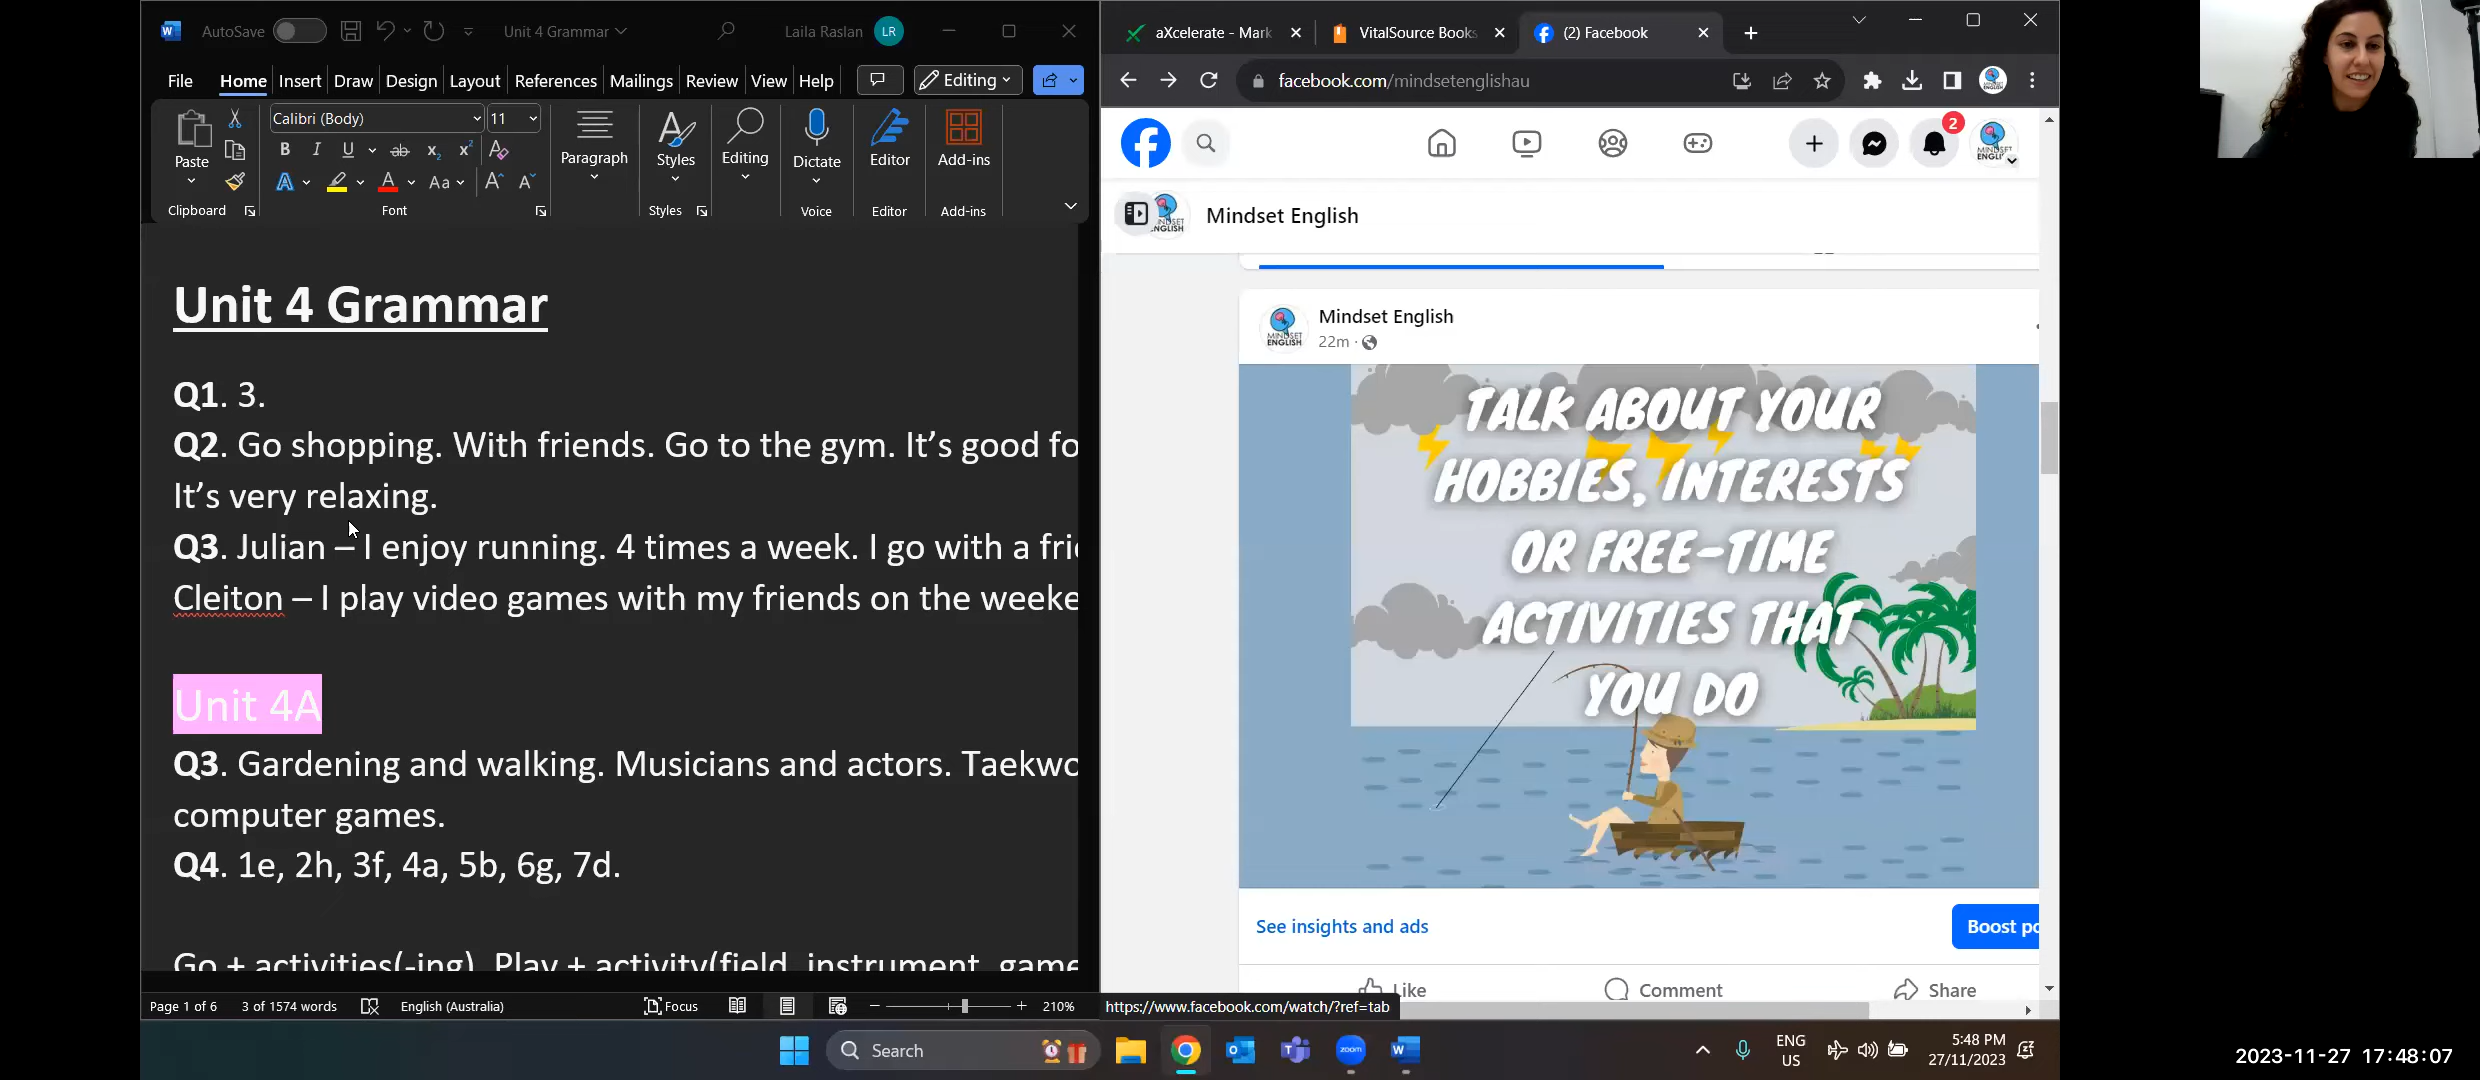 AutoSave
Unit 4 Grammar
Laila Raslan
LR
File Home Insert Draw Design Layout References Mailings Review View Help
Editing
Calibri (Body)
11
Paste
Paragraph
Styles
Editing
Dictate
Editor
Add-ins
Clipboard
Font
Styles
Voice
Editor
Add-ins
Unit 4 Grammar
Q1. 3.
Q2. Go shopping. With friends. Go to the gym. It's good fo
It's very relaxing.
Q3. Julian – I enjoy running. 4 times a week. I go with a frie
Cleiton – I play video games with my friends on the weeke
Unit 4A
Q3. Gardening and walking. Musicians and actors. Taekwo
computer games.
Q4. 1e, 2h, 3f, 4a, 5b, 6g, 7d.
Go + activities(-ing). Play + activity(field, instrument, game
Page 1 of 6
3 of 1574 words
English (Australia)
Focus
210%
aXcelerate - Mark
VitalSource Books
(2) Facebook
facebook.com/mindsetenglishau
2
Mindset English
Mindset English
22m
TALK ABOUT YOUR
HOBBIES, INTERESTS
OR FREE-TIME
ACTIVITIES THAT
YOU DO
See insights and ads
Boost po
Like
Comment
Share
https://www.facebook.com/watch/?ref=tab
Search
zoom
ENG
US
5:48 PM
27/11/2023
2023-11-27 17:48:07